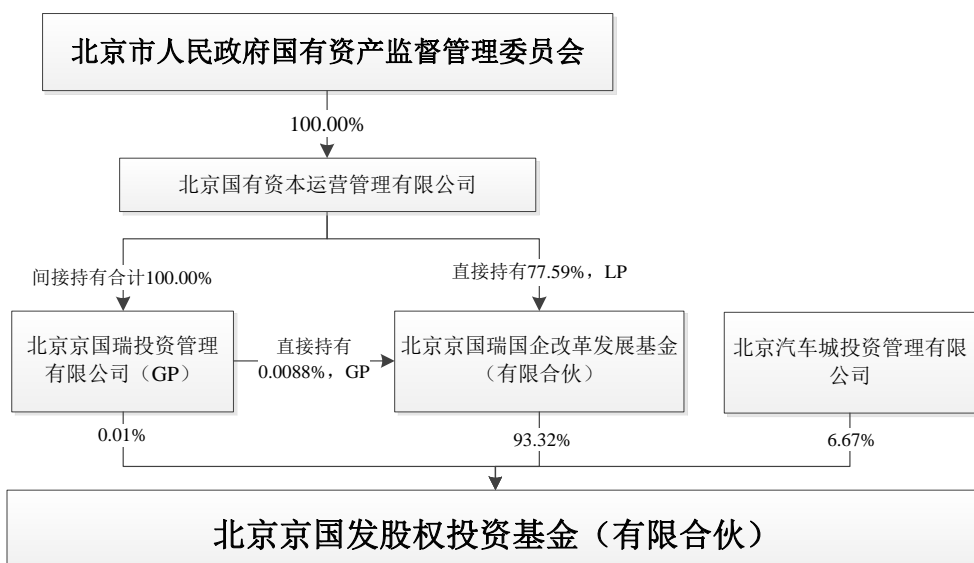 北京市人民政府国有资产监督管理委员会
100.00%
北京国有资本运营管理有限公司
间接持有合计100.00%
直接持有77.59%，LP
北京京国瑞投资管理
有限公司（GP）
直接持有
0.0088%，GP
北京京国瑞国企改革发展基金
（有限合伙）
北京汽车城投资管理有限
公司
0.01%
93.32%
6.67%
北京京国发股权投资基金（有限合伙）